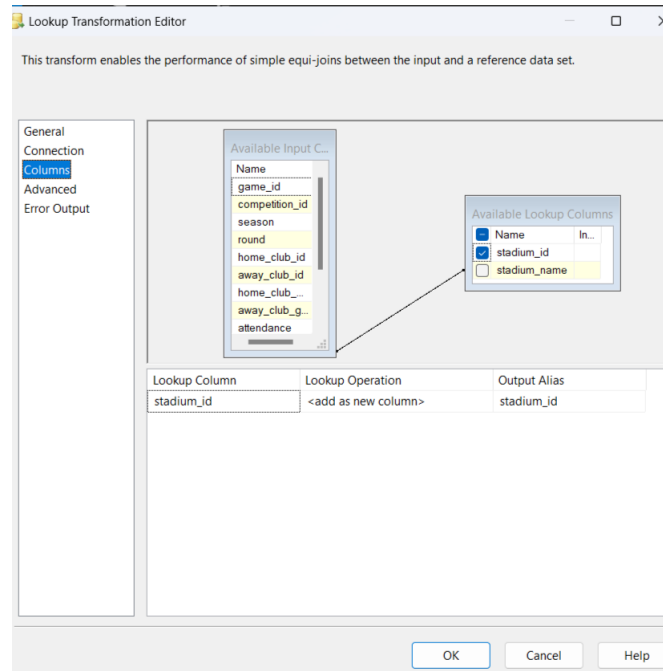 Lookup Transformation Editor
This transform enables the performance of simple equi-joins between the input and a reference data set.
General
Connection
Columns
Advanced
Error Output
Available Input C...
Name
game_id
competition_id
season
round
home_club_id
away_club_id
home_club_...
away_club_g...
attendance
Available Lookup Columns
Name In...
stadium_id
stadium_name
Lookup Column Lookup Operation Output Alias
stadium_id <add as new column> stadium_id
OK Cancel Help